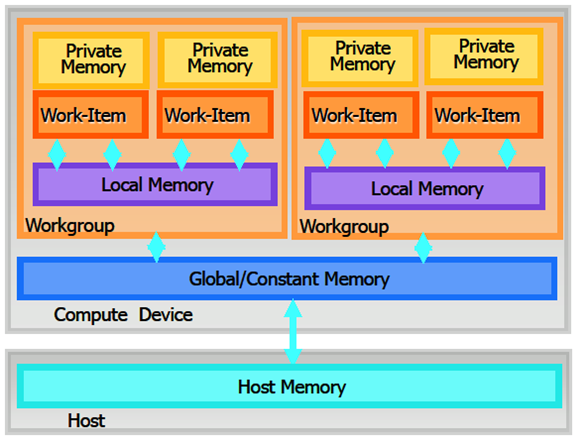 Private
Memory
Private
Memory
Private
Memory
Private
Memory
Work-Item
Work-Item
Work-Item
Work-Item
Local Memory
Local Memory
Workgroup
Workgroup
Global/Constant Memory
Compute Device
Host Memory
Host